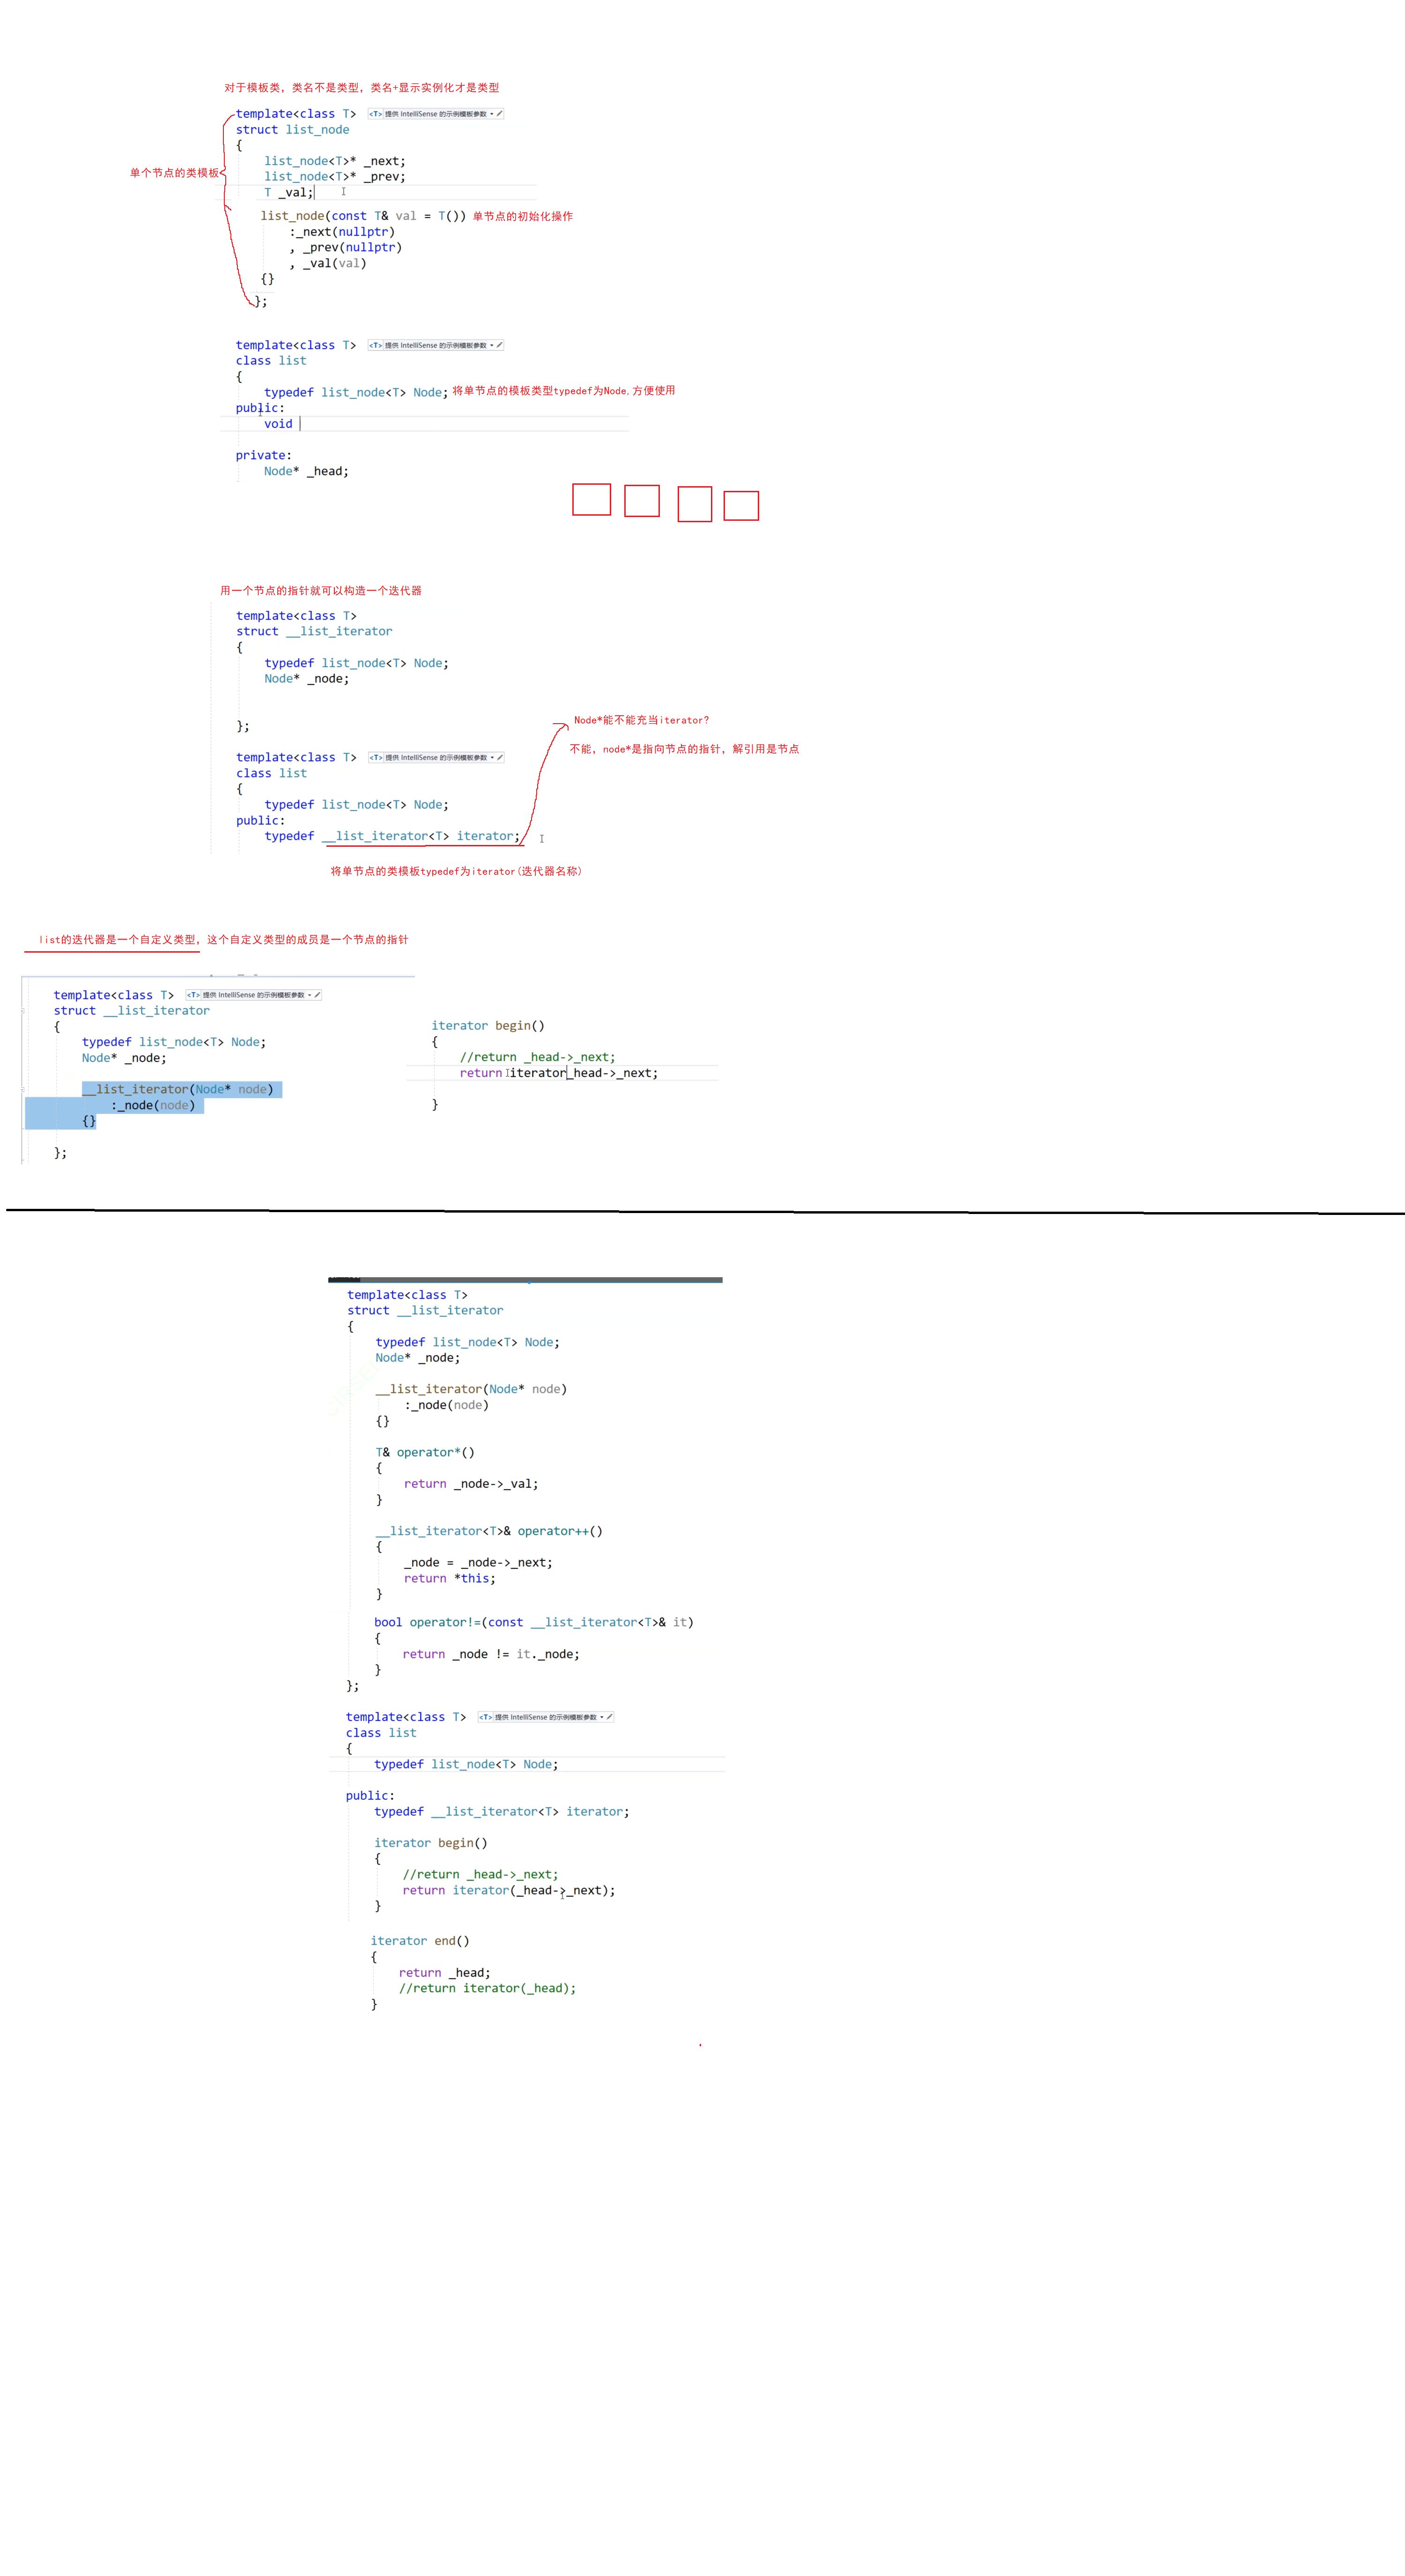 对于模板类, 类名不是类型, 类名+显示实例化才是类型
template<class T> <T> 提供 IntelliSense 的示例模板参数
struct list_node
{
list_node<T>* _next;
单个节点的类模板
list_node<T>* _prev;
T _val;
list_node(const T& val = T()) 单节点的初始化操作
:_next(nullptr)
, _prev(nullptr)
, _val(val)
{}
};
template<class T> <T> 提供 IntelliSense 的示例模板参数
class list
{
typedef list_node<T> Node; 将单节点的模板类型typedef为Node,方便使用
public:
void
private:
Node* _head;
用一个节点的指针就可以构造一个迭代器
template<class T>
struct __list_iterator
{
typedef list_node<T> Node;
Node* _node;
};
Node*能不能充当iterator?
不能, node*是指向节点的指针, 解引用是节点
template<class T> <T> 提供 IntelliSense 的示例模板参数
class list
{
typedef list_node<T> Node;
public:
typedef __list_iterator<T> iterator;
将单节点的类模板typedef为iterator(迭代器名称)
list的迭代器是一个自定义类型, 这个自定义类型的成员是一个节点的指针
template<class T> <T> 提供 IntelliSense 的示例模板参数
struct __list_iterator
{
typedef list_node<T> Node;
Node* _node;
__list_iterator(Node* node)
:_node(node)
{}
};
iterator begin()
{
//return _head->_next;
return iterator_head->_next;
}
template<class T>
struct __list_iterator
{
typedef list_node<T> Node;
Node* _node;
__list_iterator(Node* node)
:_node(node)
{}
T& operator*()
{
return _node->_val;
}
__list_iterator<T>& operator++()
{
_node = _node->_next;
return *this;
}
bool operator!=(const __list_iterator<T>& it)
{
return _node != it._node;
}
};
template<class T> <T> 提供 IntelliSense 的示例模板参数
class list
{
typedef list_node<T> Node;
public:
typedef __list_iterator<T> iterator;
iterator begin()
{
//return _head->_next;
return iterator(_head->_next);
}
iterator end()
{
return _head;
//return iterator(_head);
}